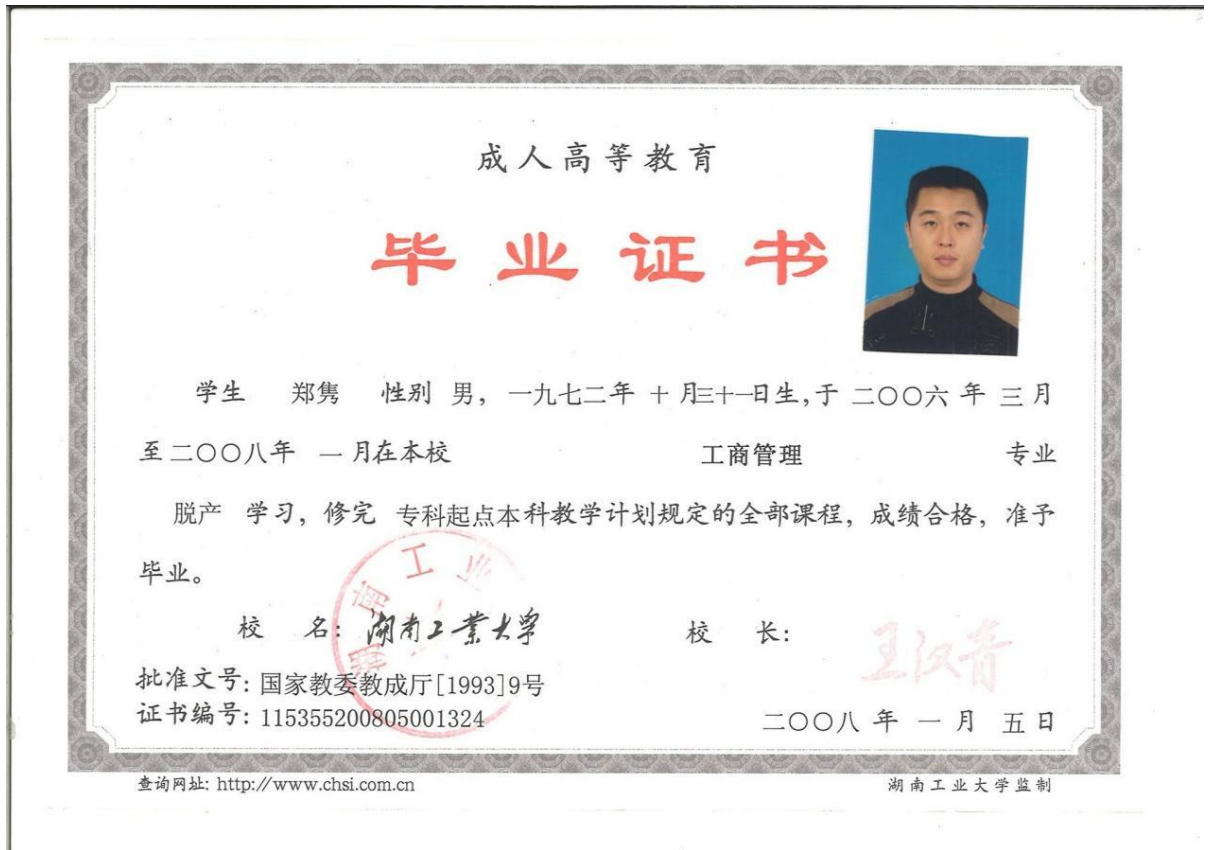 成人高等教育
毕业证书
学生 郑隽 性别 男, 一九七二年 十 月三十一日生, 于 二〇〇六 年 三 月
至二〇〇八年 一 月在本校 工商管理 专业
脱产 学习, 修完 专科起点本科教学计划规定的全部课程, 成绩合格, 准予
毕业。
校 名: 湖南工業大學 校 长: 王汉青
湖南工业
批准文号: 国家教委教成厅[1993]9号
证书编号: 115355200805001324
二〇〇八 年 一 月 五 日
查询网址: http://www.chsi.com.cn 湖南工业大学监制